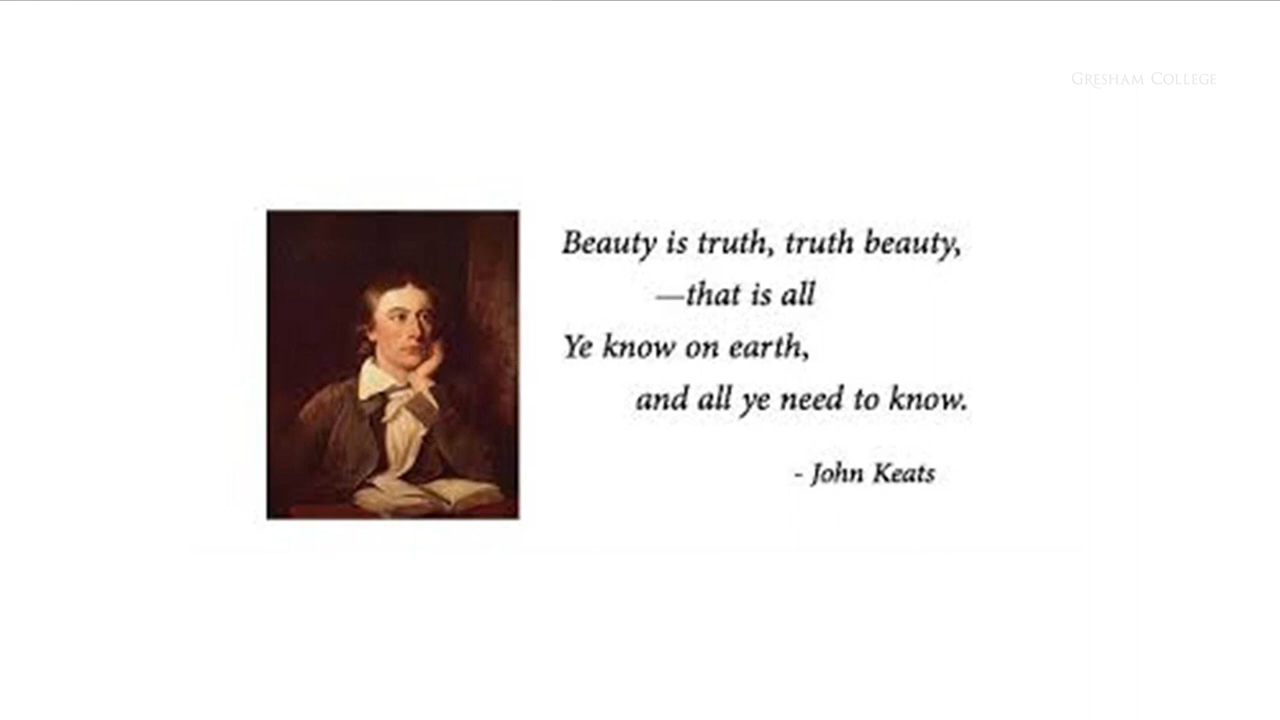 GRESHAM COLLEGE
Beauty is truth, truth beauty,
—that is all
Ye know on earth,
and all ye need to know.
- John Keats